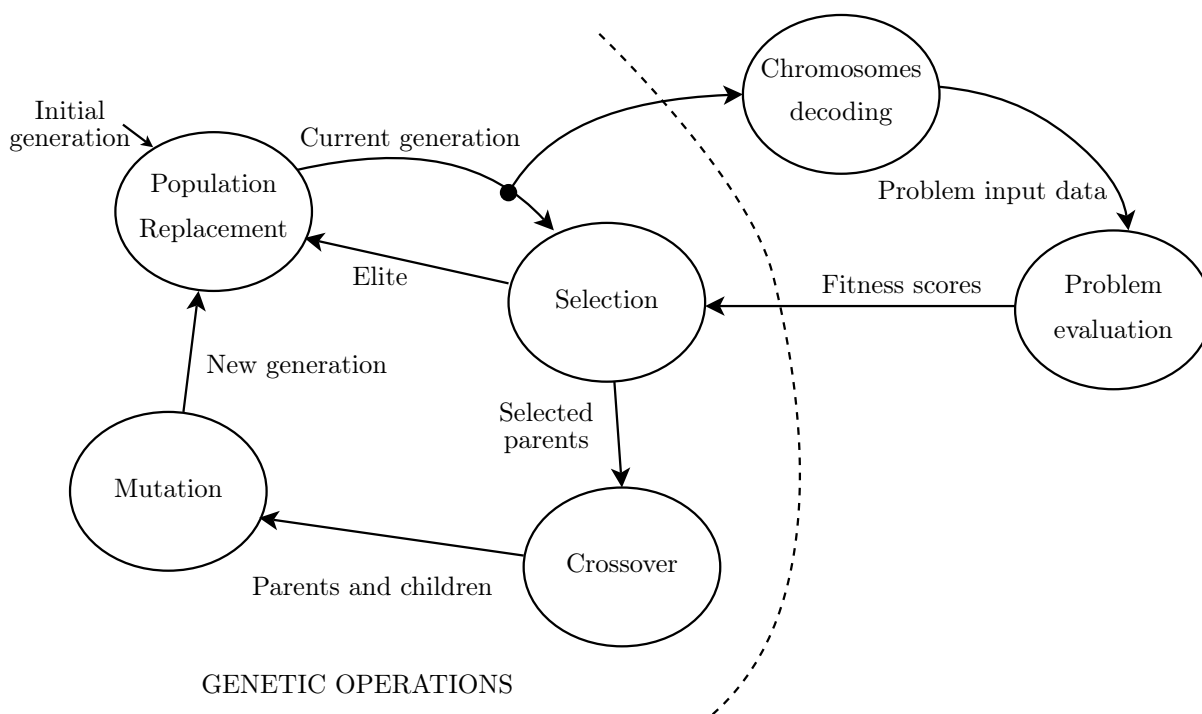 Chromosomes
decoding
Initial
generation
Current generation
Population
Replacement
Problem input data
Elite
Selection
Fitness scores
Problem
evaluation
New generation
Selected
parents
Mutation
Crossover
Parents and children
GENETIC OPERATIONS